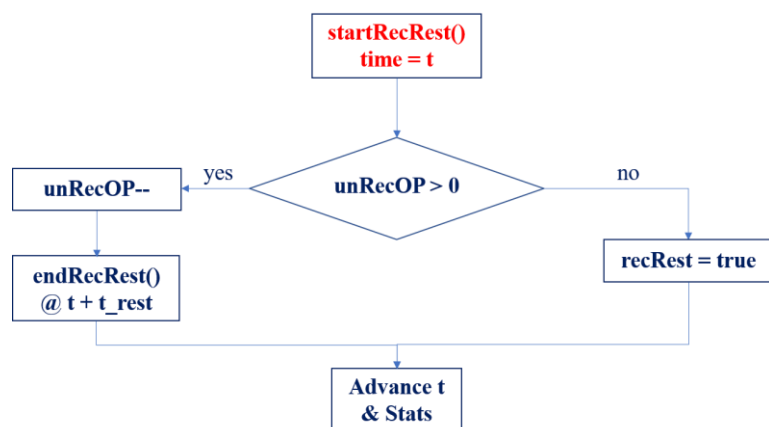 startRecRest()
time = t
unRecOP > 0
yes
no
unRecOP--
recRest = true
endRecRest()
@ t + t_rest
Advance t
& Stats